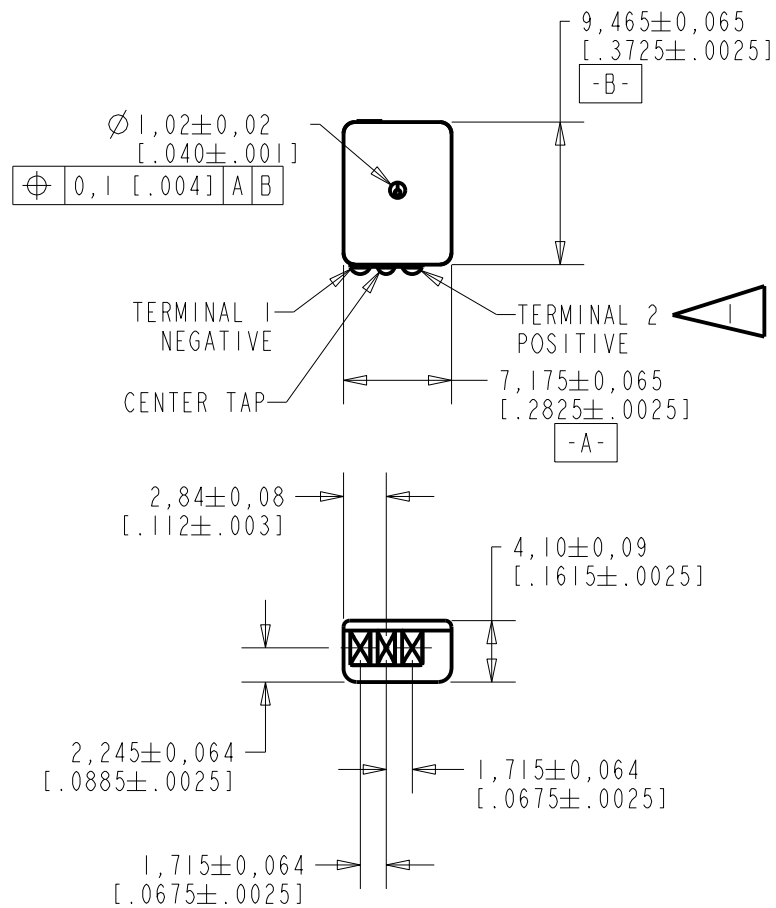 9,465±0,065
[.3725±.0025]
-B-
Ø 1,02±0,02
[.040±.001]
⌖ 0,1 [.004] A B
TERMINAL 1
NEGATIVE
TERMINAL 2
POSITIVE
1
CENTER TAP
7,175±0,065
[.2825±.0025]
-A-
2,84±0,08
[.112±.003]
4,10±0,09
[.1615±.0025]
2,245±0,064
[.0885±.0025]
1,715±0,064
[.0675±.0025]
1,715±0,064
[.0675±.0025]